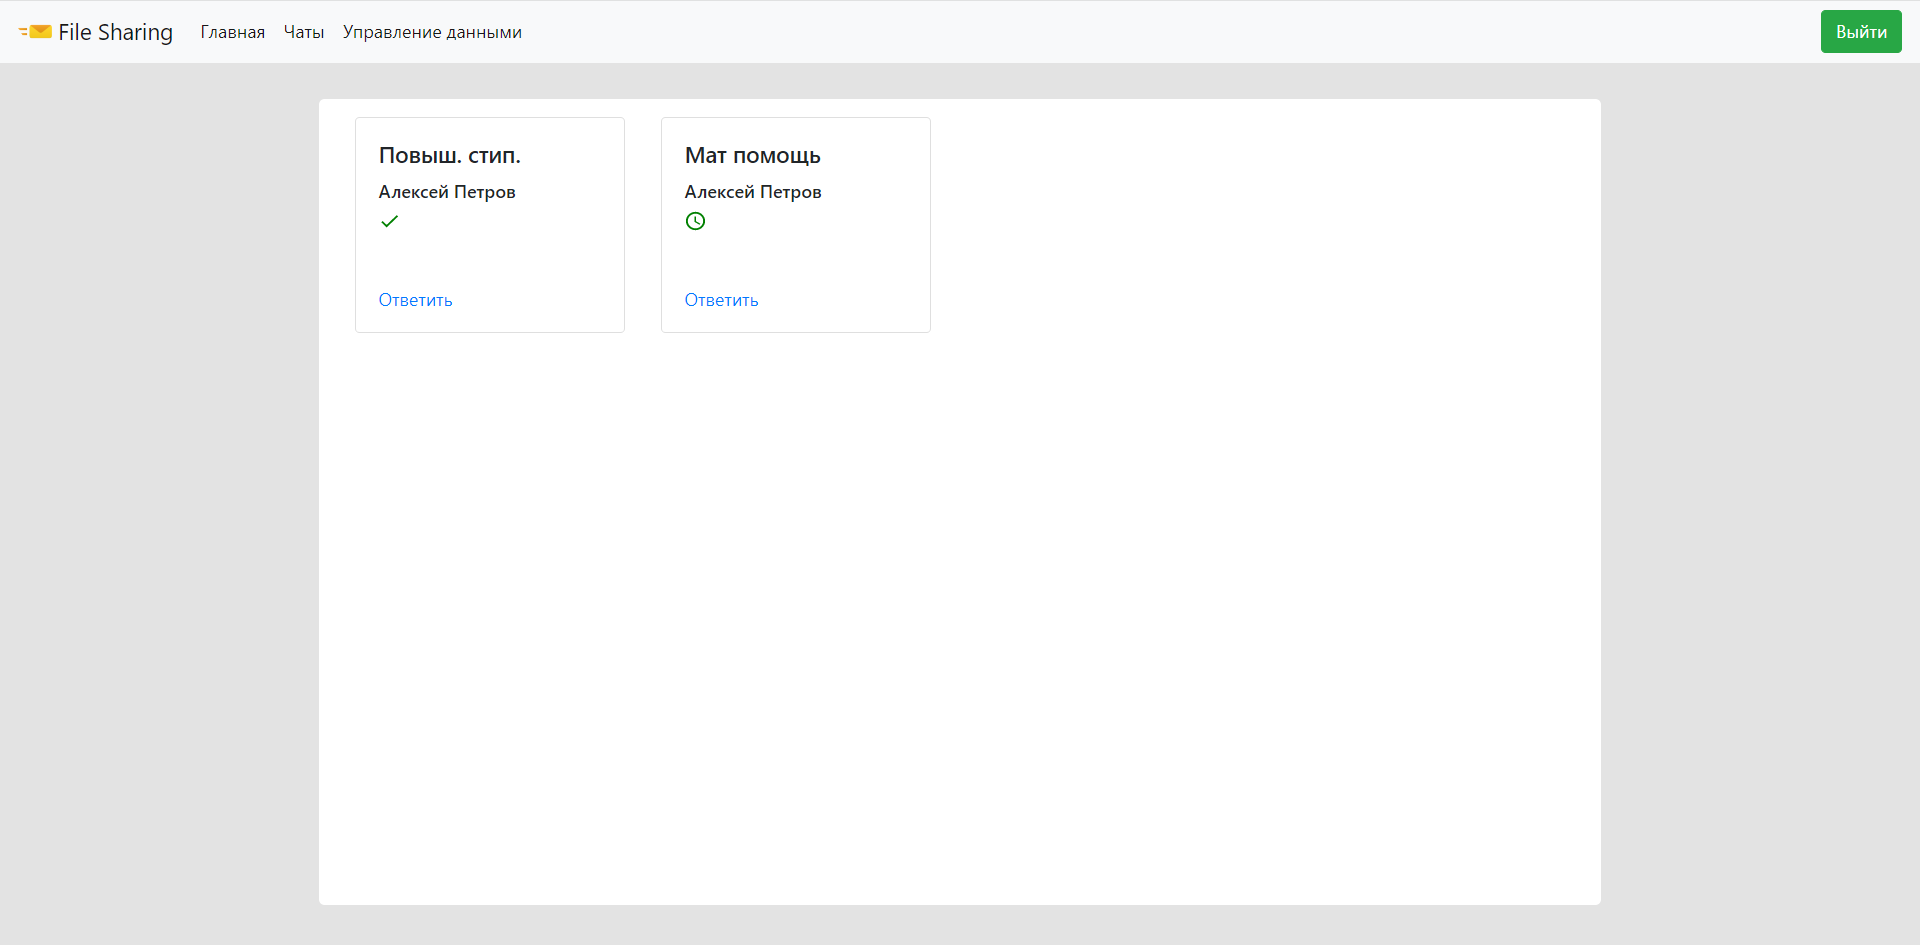 File Sharing Главная Чаты Управление данными Выйти
Повыш. стип.
Алексей Петров
Ответить
Мат помощь
Алексей Петров
Ответить